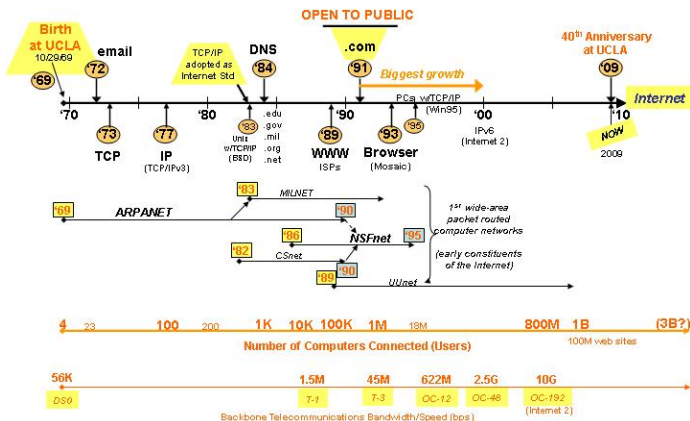 OPEN TO PUBLIC
Birth
at UCLA
10/29/69
'69
email
'72
TCP/IP
adopted as
Internet Std
DNS
'84
.com
'91
Biggest growth
PCs w/TCP/IP
(Win95)
40th Anniversary
at UCLA
'09
Internet
'70
'80
'90
'00
'10
'73
TCP
'77
IP
(TCP/IPv3)
'83
Unix
w/TCP/IP
(BSD)
.edu
.gov
.mil
.org
.net
'89
WWW
ISPs
'93
Browser
(Mosaic)
'95
IPv6
(Internet 2)
NOW
2009
'83
MILNET
'69
ARPANET
'90
'86
NSFnet
'95
'82
CSnet
'90
'89
UUnet
1st wide-area
packet routed
computer networks
(early constituents
of the Internet)
4 23 100 200 1K 10K 100K 1M 18M 800M 1B (3B?)
100M web sites
Number of Computers Connected (Users)
56K 1.5M 45M 622M 2.5G 10G
DS0 T-1 T-3 OC-12 OC-48 OC-192
(Internet 2)
Backbone Telecommunications Bandwidth/Speed (bps)